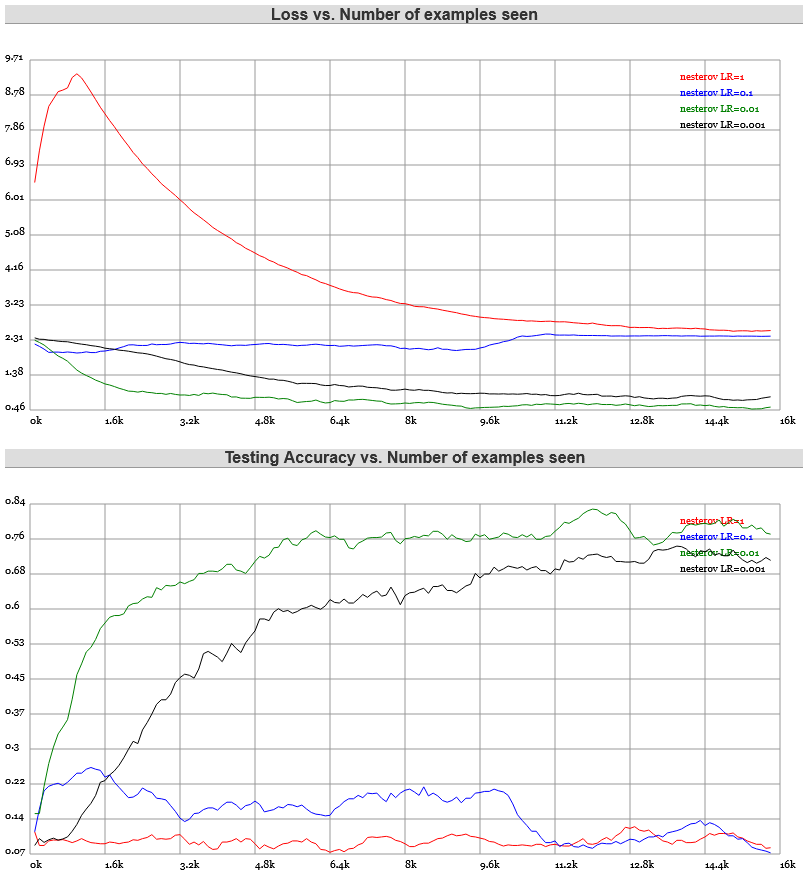 Loss vs. Number of examples seen
9.71
8.78
7.86
6.93
6.01
5.08
4.16
3.23
2.31
1.38
0.46
nesterov LR=1
nesterov LR=0.1
nesterov LR=0.01
nesterov LR=0.001
0k 1.6k 3.2k 4.8k 6.4k 8k 9.6k 11.2k 12.8k 14.4k 16k
Testing Accuracy vs. Number of examples seen
0.84
0.76
0.68
0.6
0.53
0.45
0.37
0.3
0.22
0.44
0.07
nesterov LR=1
nesterov LR=0.1
nesterov LR=0.01
nesterov LR=0.001
0k 1.6k 3.2k 4.8k 6.4k 8k 9.6k 11.2k 12.8k 14.4k 16k